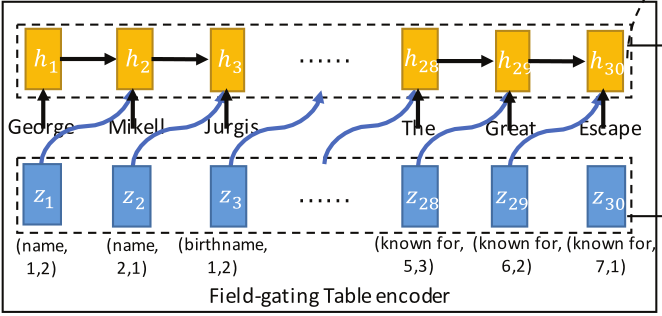 h1 h2 h3 ...... h28 h29 h30
George Mikell Jurgis The Great Escape
z1 z2 z3 ...... z28 z29 z30
(name, (name, (birthname, (known for, (known for, (known for,
1,2) 2,1) 1,2) 5,3) 6,2) 7,1)
Field-gating Table encoder